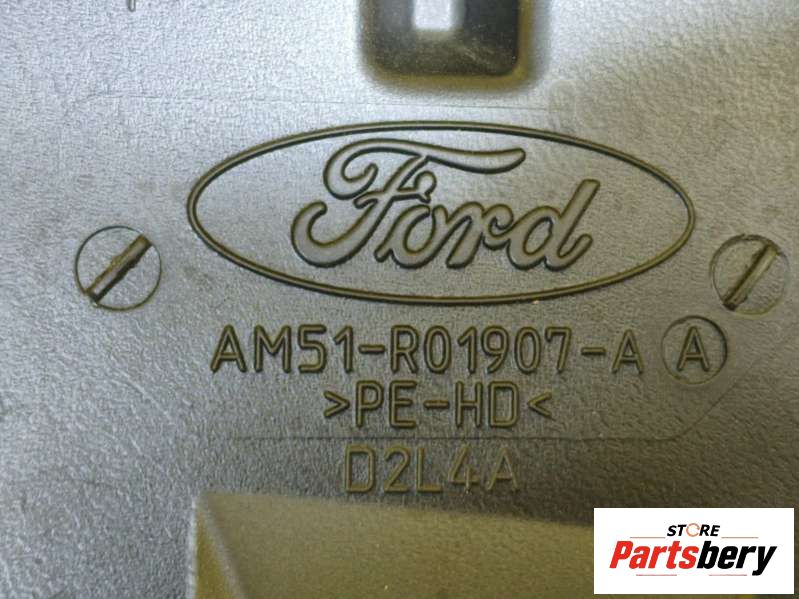 Ford
AM51-R01907-A A
>PE-HD<
D2L4A
STORE
Partsbery